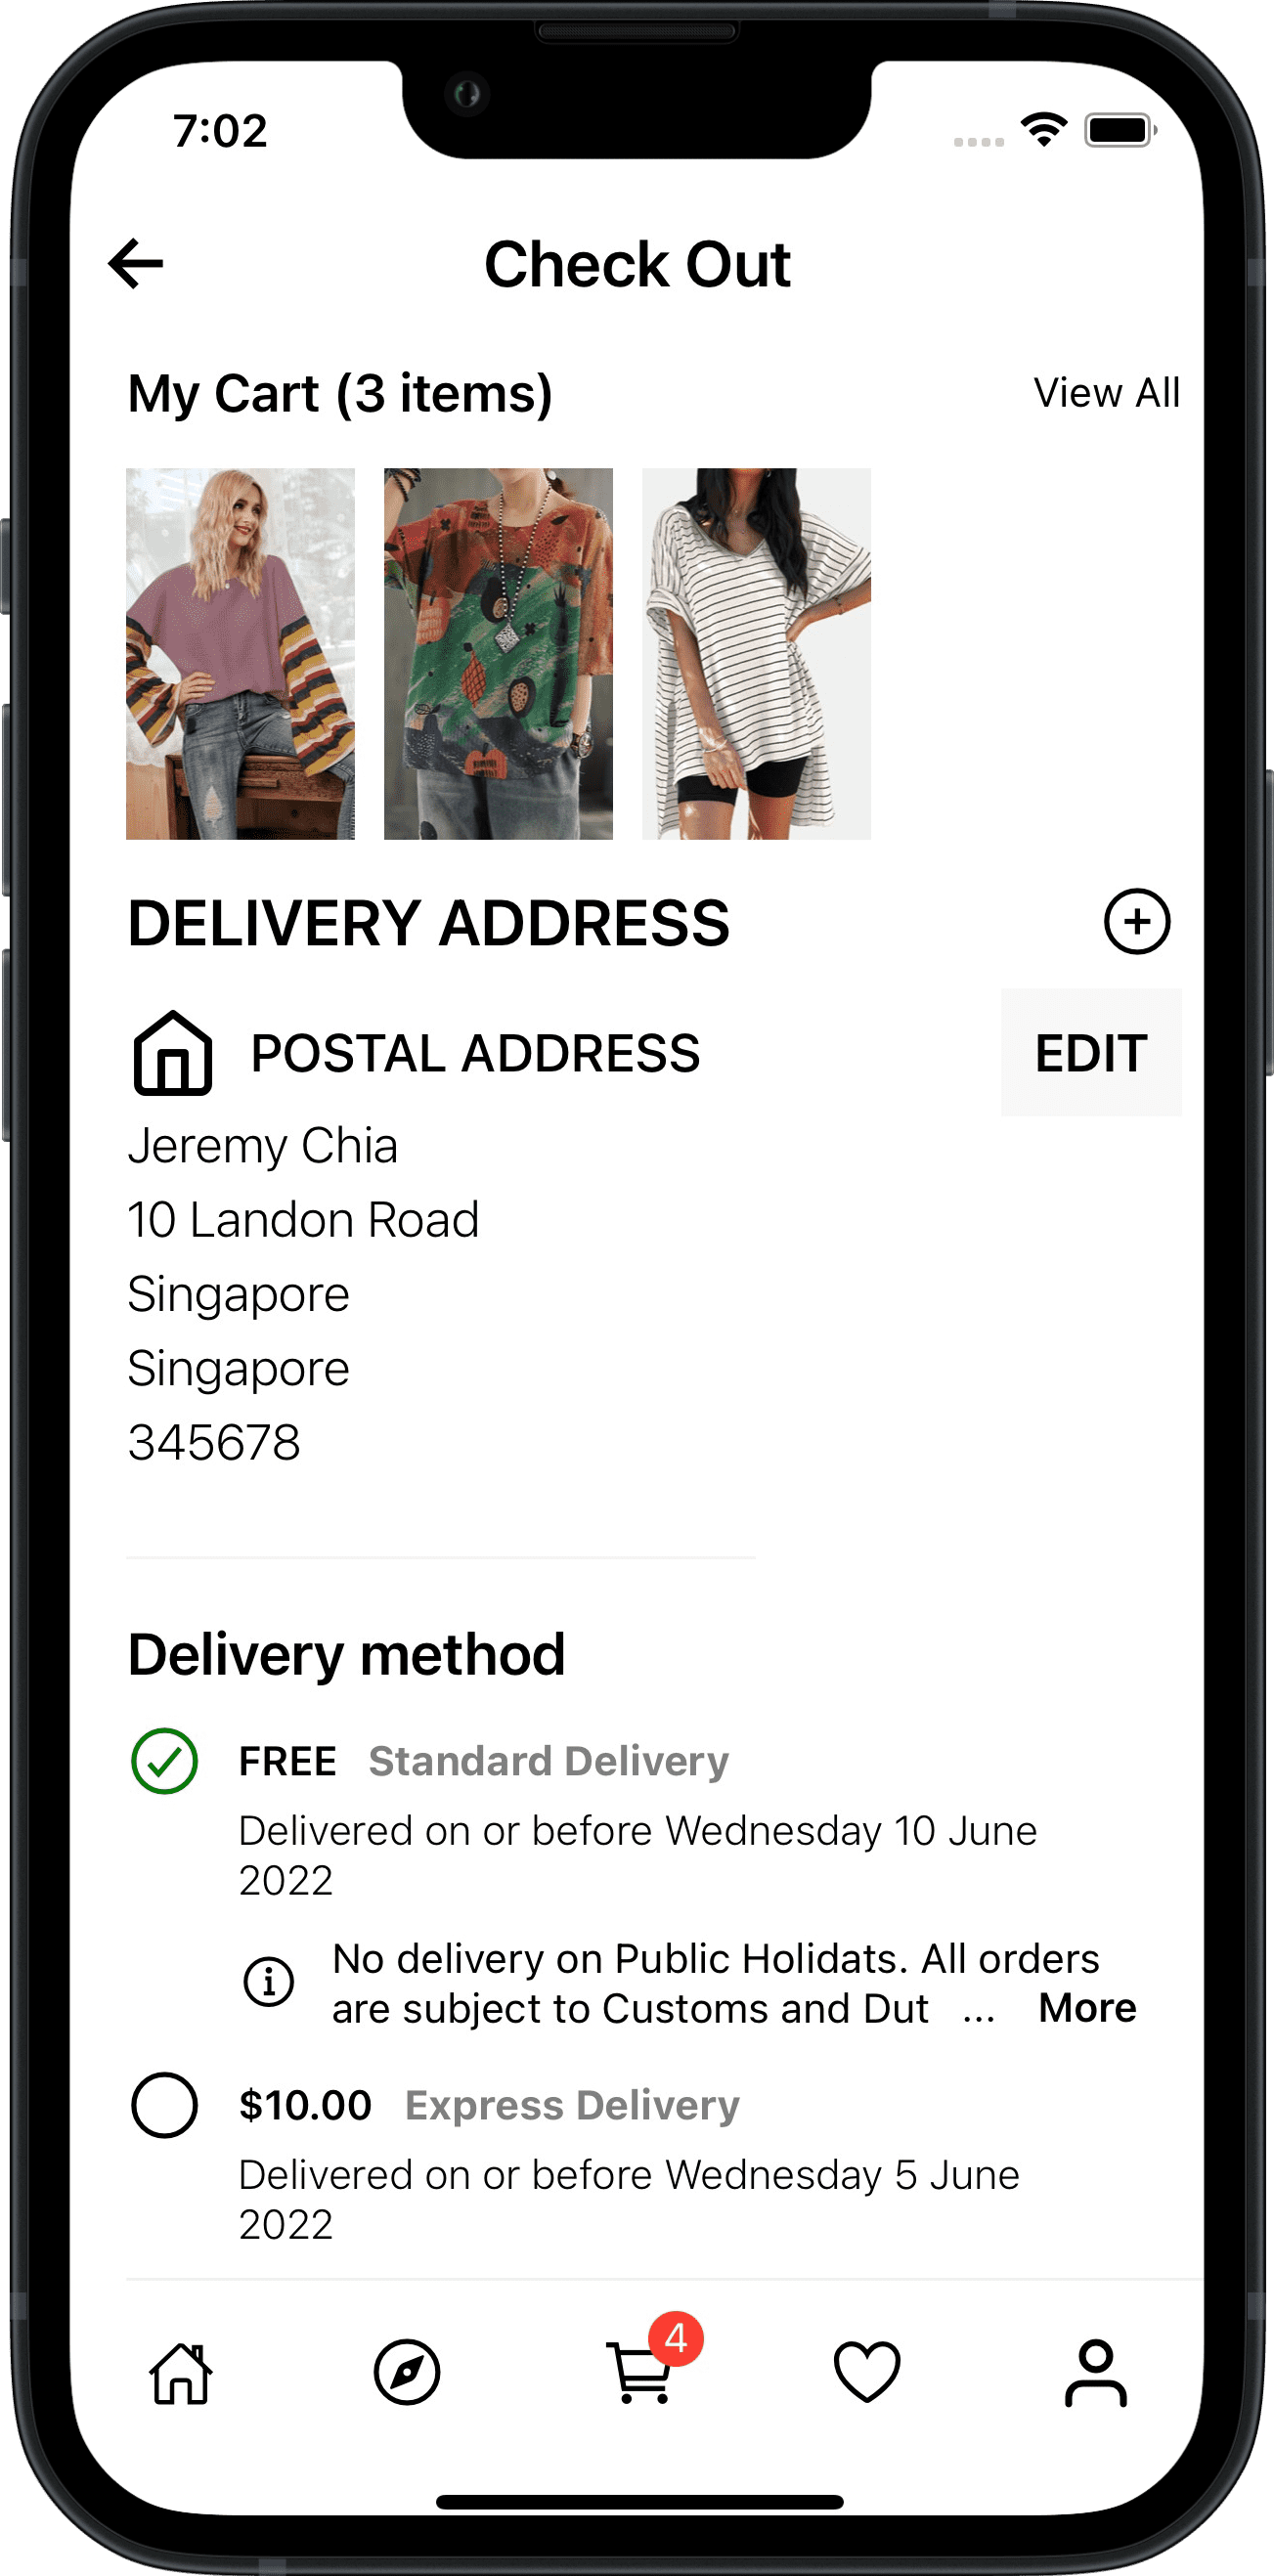 7:02
Check Out
My Cart (3 items) View All
DELIVERY ADDRESS
POSTAL ADDRESS EDIT
Jeremy Chia
10 Landon Road
Singapore
Singapore
345678
Delivery method
FREE Standard Delivery
Delivered on or before Wednesday 10 June
2022
No delivery on Public Holidats. All orders
are subject to Customs and Dut ... More
$10.00 Express Delivery
Delivered on or before Wednesday 5 June
2022
4